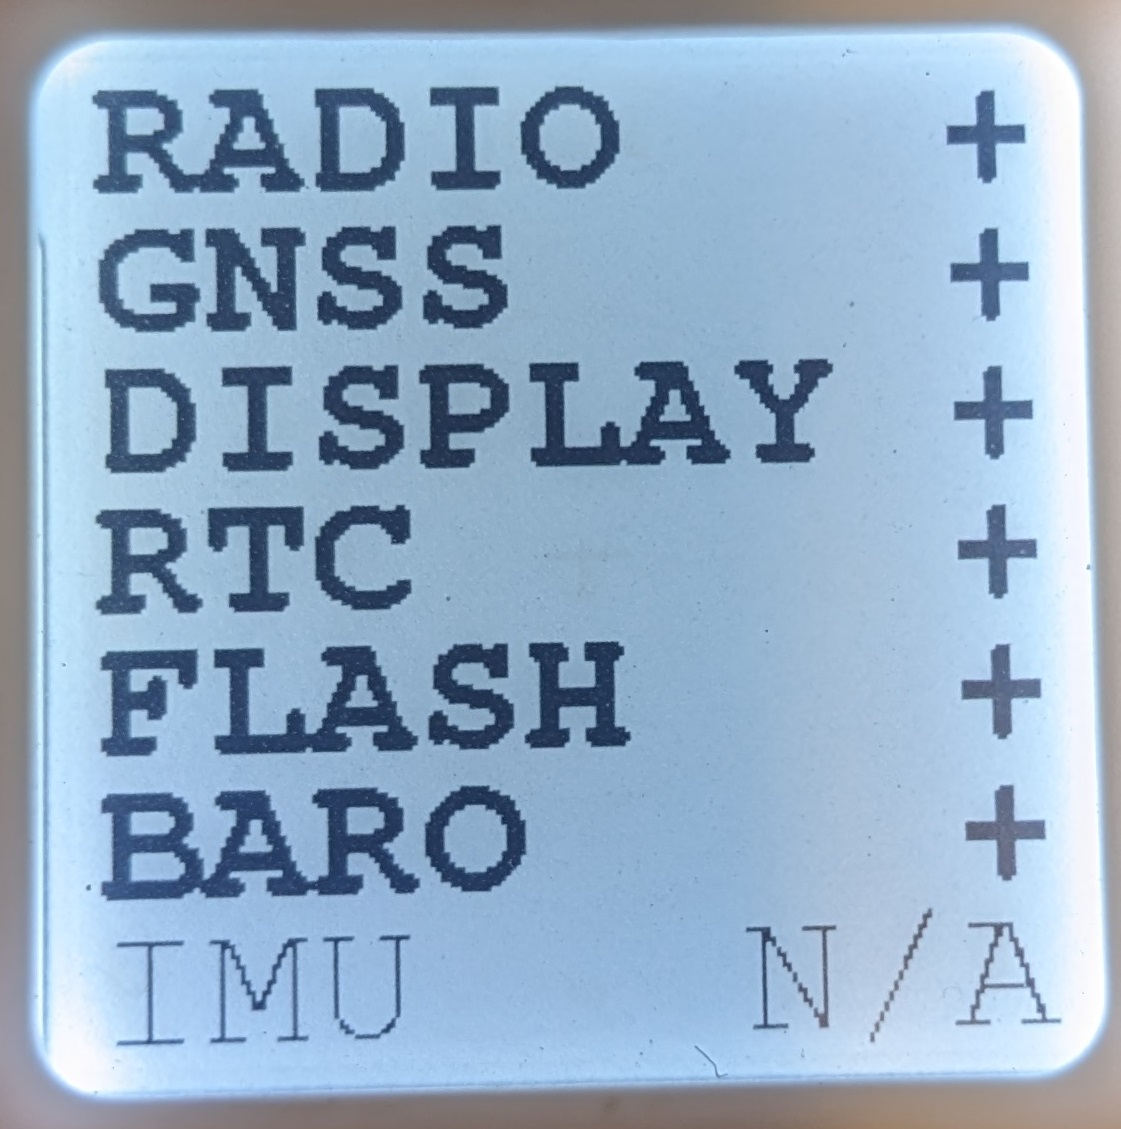 RADIO +
GNSS +
DISPLAY +
RTC +
FLASH +
BARO +
IMU N/A